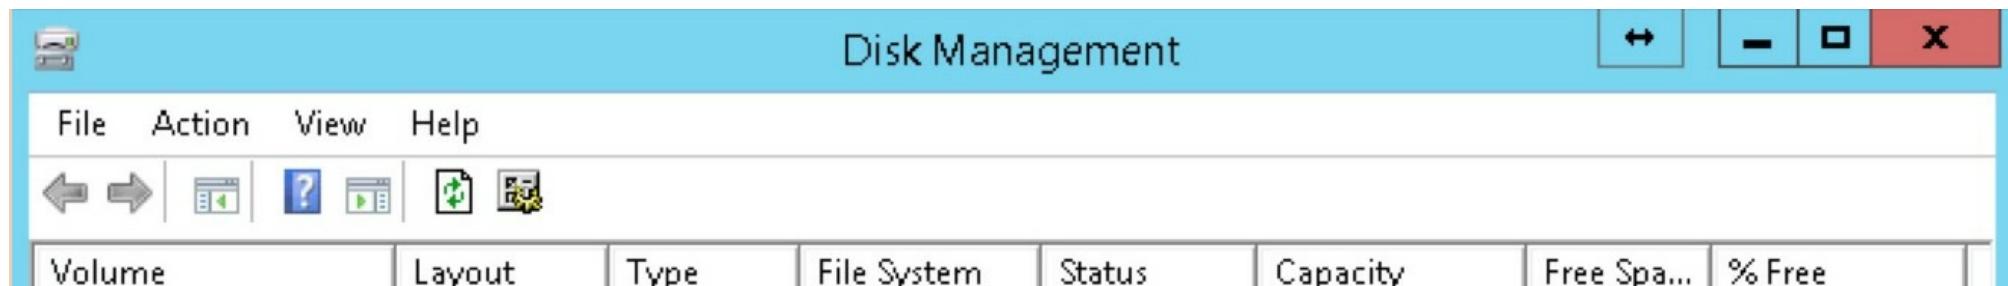 Disk Management
File Action View Help
Volume Layout Type File System Status Capacity Free Spa... % Free